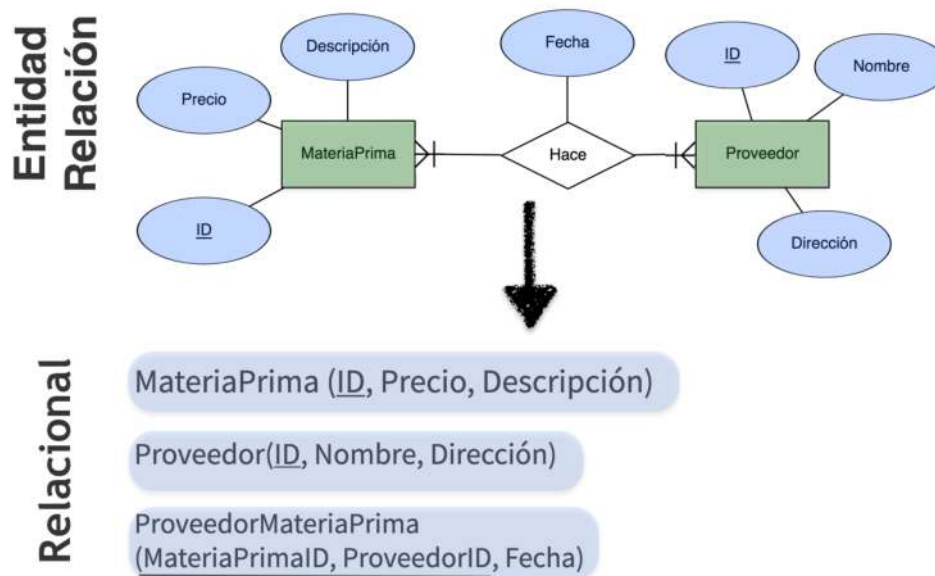 Entidad
Relación
Descripción
Fecha
ID
Nombre
Precio
MateriaPrima
Hace
Proveedor
ID
Dirección
Relacional
MateriaPrima (ID, Precio, Descripción)
Proveedor(ID, Nombre, Dirección)
ProveedorMateriaPrima
(MateriaPrimaID, ProveedorID, Fecha)